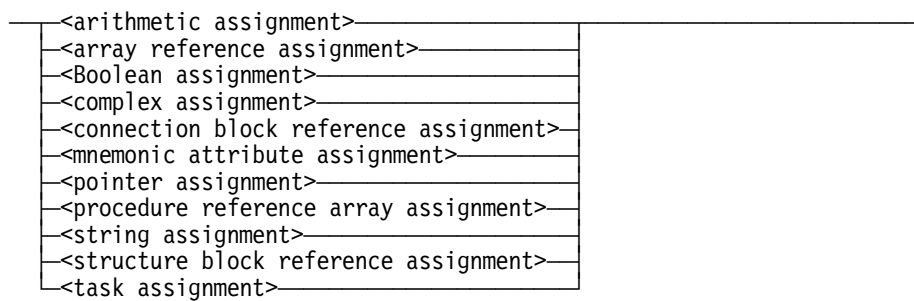 <arithmetic assignment>
<array reference assignment>
<Boolean assignment>
<complex assignment>
<connection block reference assignment>
<mnemonic attribute assignment>
<pointer assignment>
<procedure reference array assignment>
<string assignment>
<structure block reference assignment>
<task assignment>